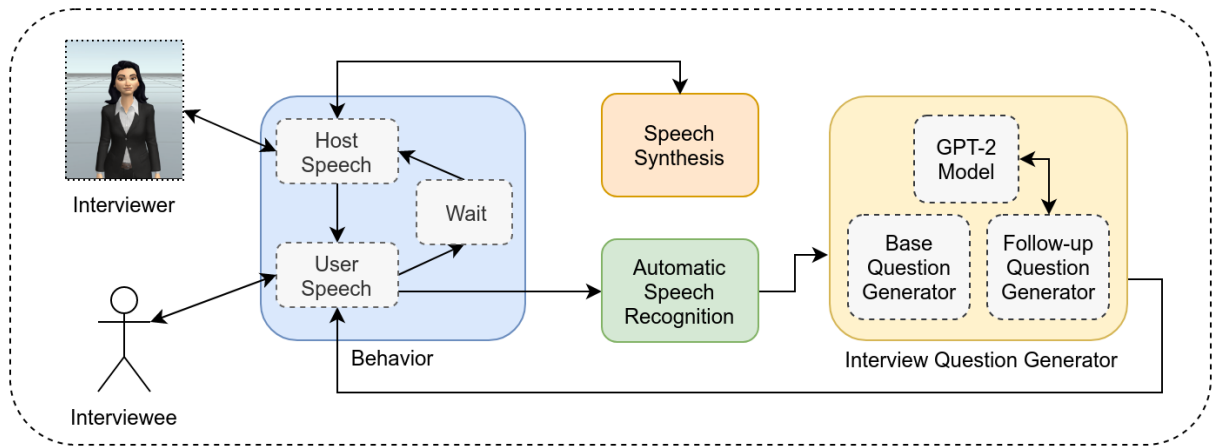 Interviewer
Interviewee
Host
Speech
Wait
User
Speech
Behavior
Speech
Synthesis
Automatic
Speech
Recognition
GPT-2
Model
Base
Question
Generator
Follow-up
Question
Generator
Interview Question Generator